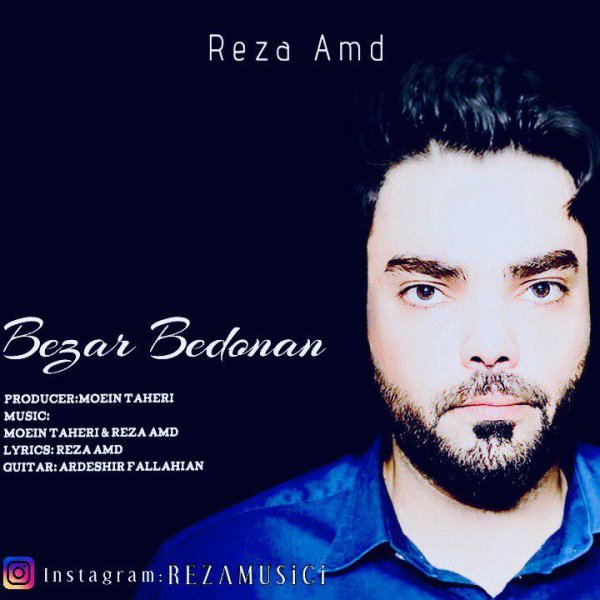 Reza Amd
Bezar Bedonan
PRODUCER:MOEIN TAHERI
MUSIC:
MOEIN TAHERI & REZA AMD
LYRICS: REZA AMD
GUITAR: ARDESHIR FALLAHIAN
Instagram:REZAMUSiCi